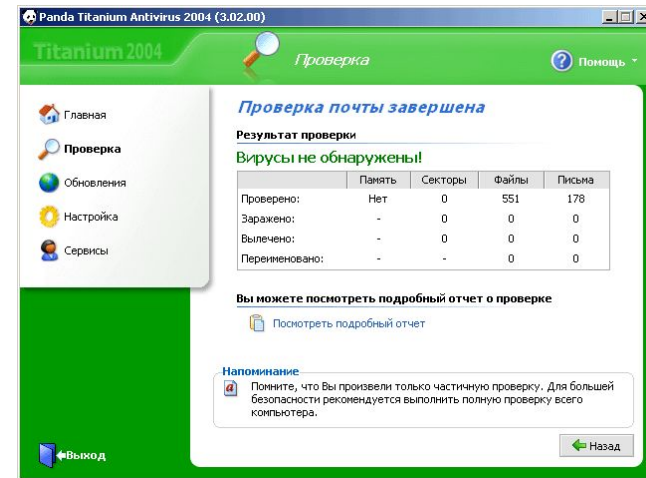 Panda Titanium Antivirus 2004 (3.02.00)
Titanium 2004
Проверка
Помощь
Главная
Проверка
Обновления
Настройка
Сервисы
Выход
Проверка почты завершена
Результат проверки
Вирусы не обнаружены!
Память Секторы Файлы Письма
Проверено: Нет 0 551 178
Заражено: - 0 0 0
Вылечено: - 0 0 0
Переименовано: - - 0 0
Вы можете посмотреть подробный отчет о проверке
Посмотреть подробный отчет
Напоминание
Помните, что Вы произвели только частичную проверку. Для большей
безопасности рекомендуется выполнить полную проверку всего
компьютера.
Назад